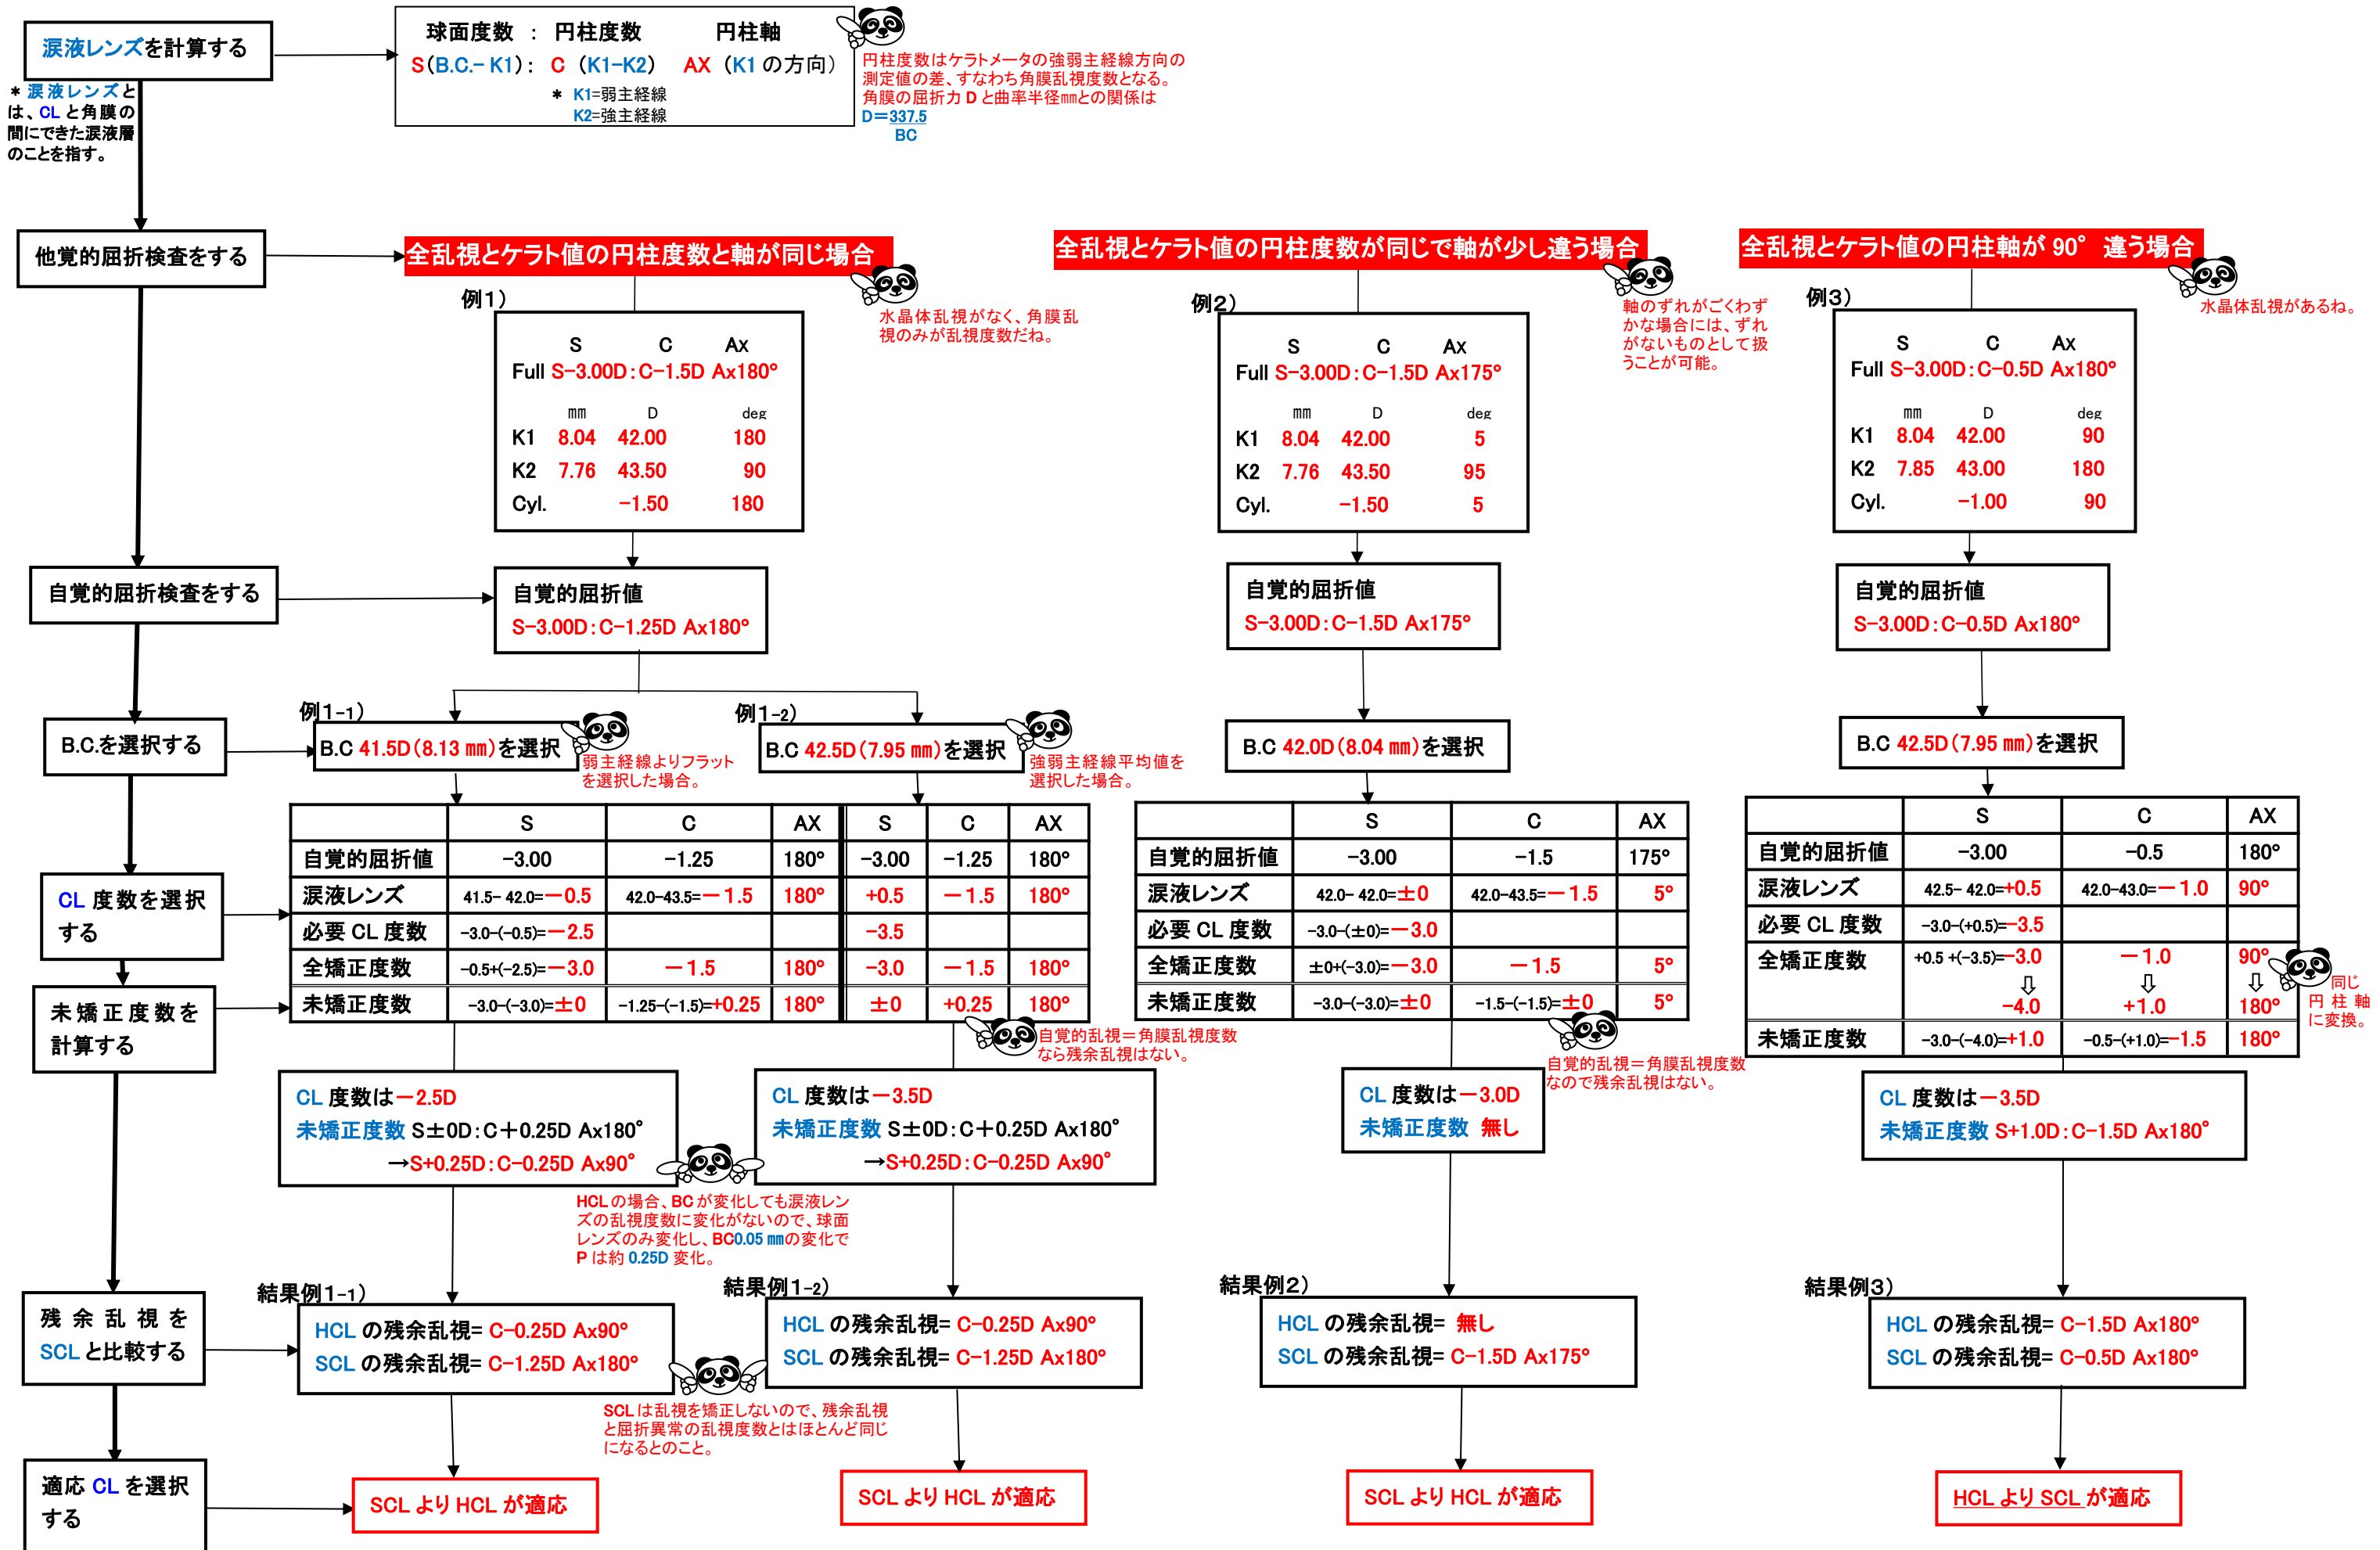 涙液レンズを計算する
＊涙液レンズと
は、CLと角膜の
間にできた涙液層
のことを指す。
球面度数 ： 円柱度数 円柱軸
S（B.C.－K1）： C （K1－K2） AX （K1の方向）
＊ K1=弱主経線
K2=強主経線
円柱度数はケラトメータの強弱主経線方向の
測定値の差、すなわち角膜乱視度数となる。
角膜の屈折力Dと曲率半径㎜との関係は
D＝337.5
BC
他覚的屈折検査をする
全乱視とケラト値の円柱度数と軸が同じ場合
水晶体乱視がなく、角膜乱
視のみが乱視度数だね。
例1）
S C Ax
Full S－3.00D：C－1.5D Ax180°
㎜ D deg
K1 8.04 42.00 180
K2 7.76 43.50 90
Cyl. －1.50 180
全乱視とケラト値の円柱度数が同じで軸が少し違う場合
軸のずれがごくわず
かな場合には、ずれ
がないものとして扱
うことが可能。
例2）
S C Ax
Full S－3.00D：C－1.5D Ax175°
㎜ D deg
K1 8.04 42.00 5
K2 7.76 43.50 95
Cyl. －1.50 5
全乱視とケラト値の円柱軸が90° 違う場合
水晶体乱視があるね。
例3）
S C Ax
Full S－3.00D：C－0.5D Ax180°
㎜ D deg
K1 8.04 42.00 90
K2 7.85 43.00 180
Cyl. －1.00 90
自覚的屈折検査をする
自覚的屈折値
S－3.00D：C－1.25D Ax180°
自覚的屈折値
S－3.00D：C－1.5D Ax175°
自覚的屈折値
S－3.00D：C－0.5D Ax180°
B.C.を選択する
例1-1）
B.C 41.5D（8.13㎜）を選択
弱主経線よりフラット
を選択した場合。
例1-2）
B.C 42.5D（7.95㎜）を選択
強弱主経線平均値を
選択した場合。
B.C 42.0D（8.04㎜）を選択
B.C 42.5D（7.95㎜）を選択
CL度数を選択
する
未矯正度数を
計算する
S C AX S C AX
自覚的屈折値 －3.00 －1.25 180° －3.00 －1.25 180°
涙液レンズ 41.5－42.0=－0.5 42.0-43.5=－1.5 180° +0.5 －1.5 180°
必要CL度数 －3.0－(－0.5)=－2.5 －3.5
全矯正度数 －0.5+(－2.5)=－3.0 －1.5 180° －3.0 －1.5 180°
未矯正度数 －3.0－(－3.0)=±0 －1.25－(－1.5)=+0.25 180° ±0 +0.25 180°
自覚的乱視＝角膜乱視度数
なら残余乱視はない。
S C AX
自覚的屈折値 －3.00 －1.5 175°
涙液レンズ 42.0－42.0=±0 42.0-43.5=－1.5 5°
必要CL度数 －3.0－(±0)=－3.0
全矯正度数 ±0+(－3.0)=－3.0 －1.5 5°
未矯正度数 －3.0－(－3.0)=±0 －1.5－(－1.5)=±0 5°
自覚的乱視＝角膜乱視度数
なので残余乱視はない。
S C AX
自覚的屈折値 －3.00 －0.5 180°
涙液レンズ 42.5－42.0=+0.5 42.0-43.0=－1.0 90°
必要CL度数 －3.0－(+0.5)=－3.5
全矯正度数 +0.5 +(－3.5)=－3.0 －1.0 90°
⇩ ⇩ ⇩
－4.0 +1.0 180°
未矯正度数 －3.0－(－4.0)=+1.0 －0.5－(+1.0)=－1.5 180°
同じ
円柱軸
に変換。
CL度数は－2.5D
未矯正度数 S±0D：C＋0.25D Ax180°
→S+0.25D：C－0.25D Ax90°
CL度数は－3.5D
未矯正度数 S±0D：C＋0.25D Ax180°
→S+0.25D：C－0.25D Ax90°
CL度数は－3.0D
未矯正度数 無し
CL度数は－3.5D
未矯正度数 S+1.0D：C－1.5D Ax180°
HCLの場合、BCが変化しても涙液レン
ズの乱視度数に変化がないので、球面
レンズのみ変化し、BC0.05㎜の変化で
Pは約0.25D変化。
残余乱視を
SCLと比較する
結果例1-1）
HCLの残余乱視= C－0.25D Ax90°
SCLの残余乱視= C－1.25D Ax180°
結果例1-2）
HCLの残余乱視= C－0.25D Ax90°
SCLの残余乱視= C－1.25D Ax180°
結果例2）
HCLの残余乱視= 無し
SCLの残余乱視= C－1.5D Ax175°
結果例3）
HCLの残余乱視= C－1.5D Ax180°
SCLの残余乱視= C－0.5D Ax180°
SCLは乱視を矯正しないので、残余乱視
と屈折異常の乱視度数とはほとんど同じ
になるとのこと。
適応CLを選択
する
SCLよりHCLが適応
SCLよりHCLが適応
SCLよりHCLが適応
HCLよりSCLが適応